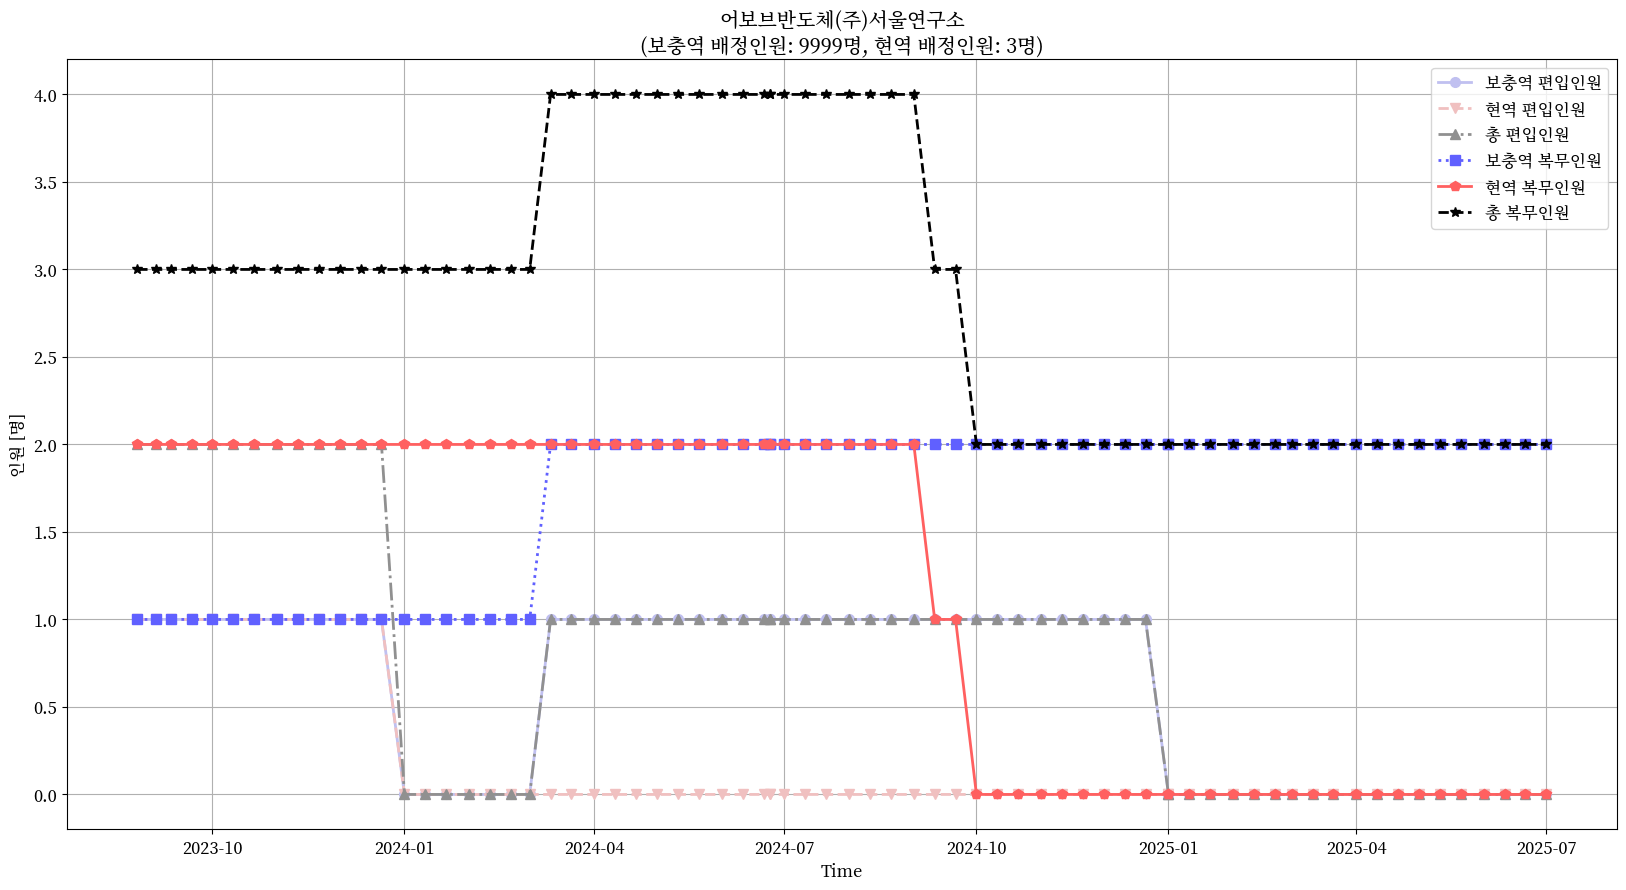 어보브반도체(주)서울연구소
(보충역 배정인원: 9999명, 현역 배정인원: 3명)
보충역 편입인원
현역 편입인원
총 편입인원
보충역 복무인원
현역 복무인원
총 복무인원
인원 [명]
4.0
3.5
3.0
2.5
2.0
1.5
1.0
0.5
0.0
2023-10
2024-01
2024-04
2024-07
2024-10
2025-01
2025-04
2025-07
Time